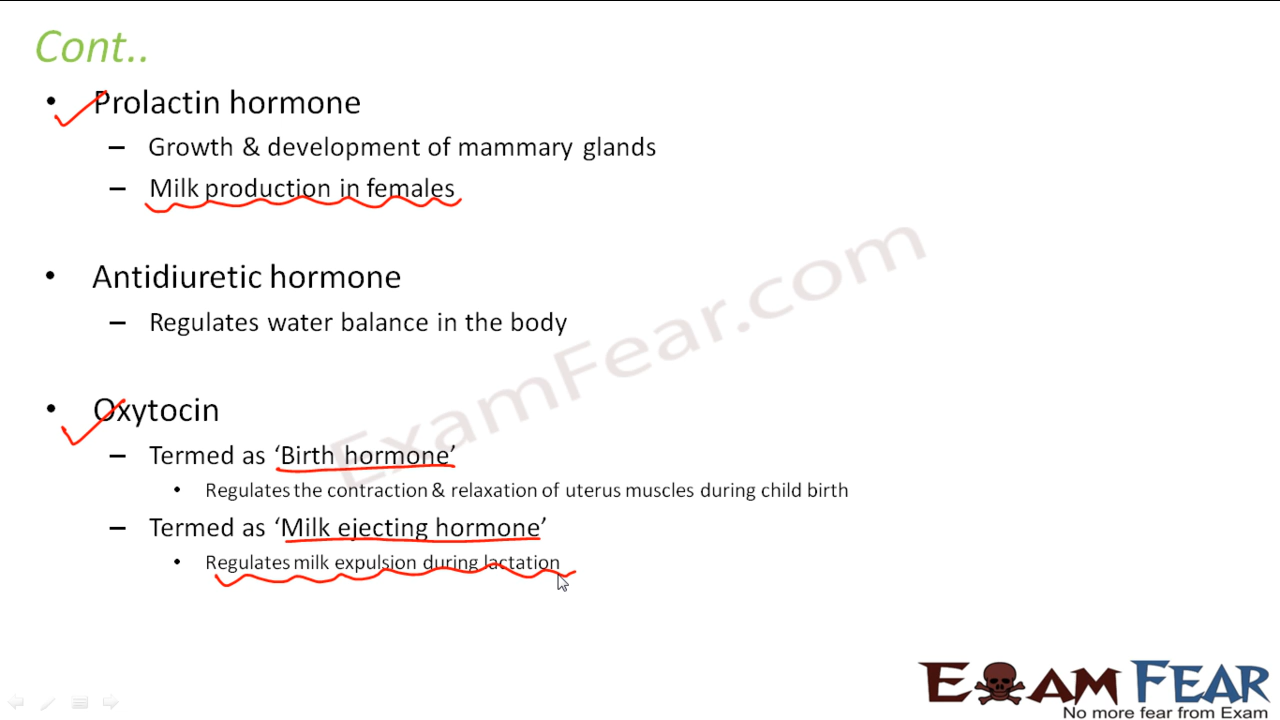 Cont..
• Prolactin hormone
– Growth & development of mammary glands
– Milk production in females
• Antidiuretic hormone
– Regulates water balance in the body
• Oxytocin
– Termed as ‘Birth hormone’
• Regulates the contraction & relaxation of uterus muscles during child birth
– Termed as ‘Milk ejecting hormone’
• Regulates milk expulsion during lactation
ExamFear.com
EXAM FEAR
No more fear from Exam